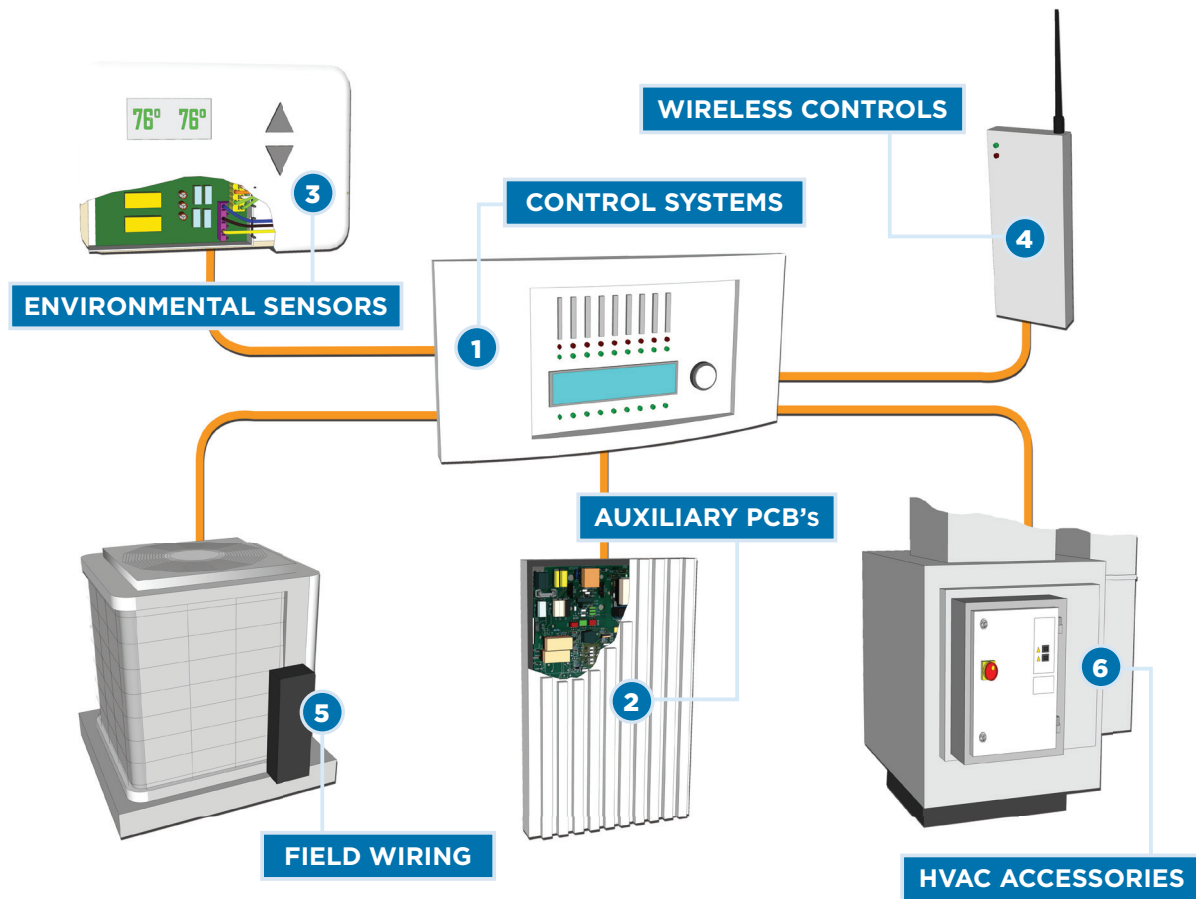 76° 76°
WIRELESS CONTROLS
3
CONTROL SYSTEMS
4
ENVIRONMENTAL SENSORS
1
AUXILIARY PCB's
6
2
5
FIELD WIRING
HVAC ACCESSORIES